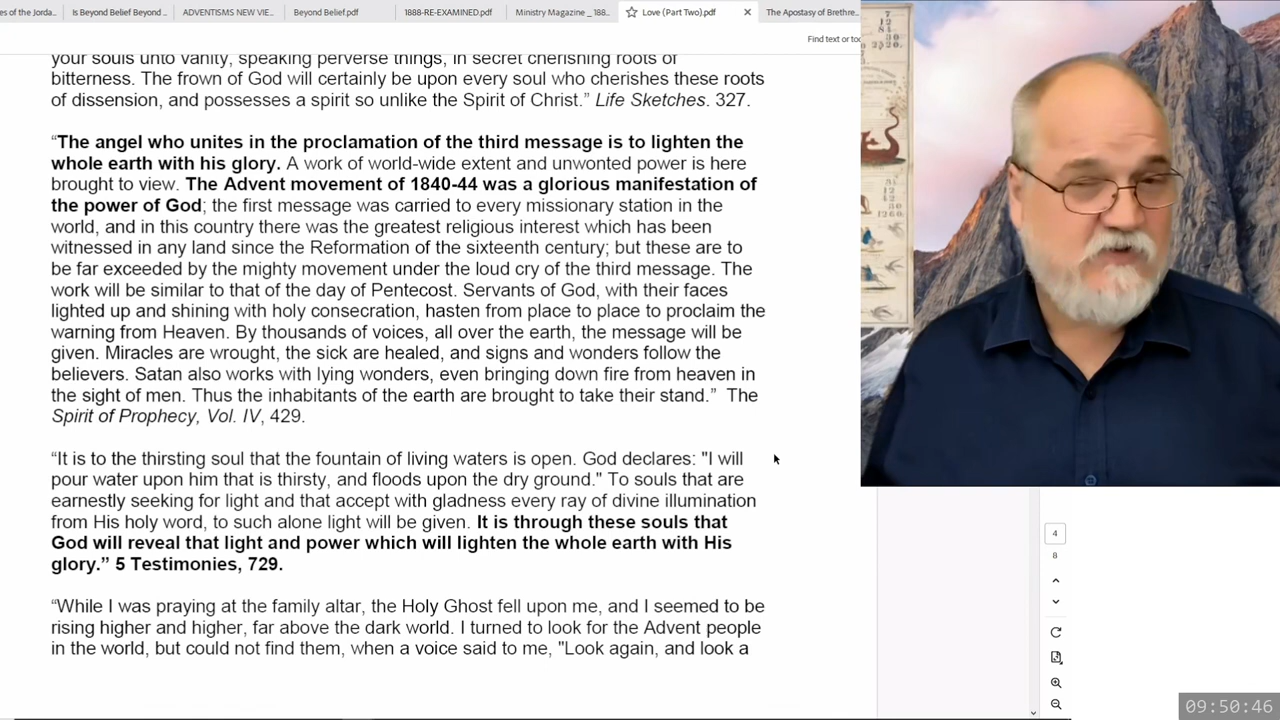 es of the Jorda...
Is Beyond Belief Beyond ...
ADVENTISMS NEW VIE...
Beyond Belief.pdf
1888-RE-EXAMINED.pdf
Ministry Magazine _ 188...
Love (Part Two).pdf
The Apostasy of Brethre...
Find text or too
your souls unto vanity, speaking perverse things, in secret cherishing roots of
bitterness. The frown of God will certainly be upon every soul who cherishes these roots
of dissension, and possesses a spirit so unlike the Spirit of Christ.” Life Sketches. 327.
“The angel who unites in the proclamation of the third message is to lighten the
whole earth with his glory. A work of world-wide extent and unwonted power is here
brought to view. The Advent movement of 1840-44 was a glorious manifestation of
the power of God; the first message was carried to every missionary station in the
world, and in this country there was the greatest religious interest which has been
witnessed in any land since the Reformation of the sixteenth century; but these are to
be far exceeded by the mighty movement under the loud cry of the third message. The
work will be similar to that of the day of Pentecost. Servants of God, with their faces
lighted up and shining with holy consecration, hasten from place to place to proclaim the
warning from Heaven. By thousands of voices, all over the earth, the message will be
given. Miracles are wrought, the sick are healed, and signs and wonders follow the
believers. Satan also works with lying wonders, even bringing down fire from heaven in
the sight of men. Thus the inhabitants of the earth are brought to take their stand.” The
Spirit of Prophecy, Vol. IV, 429.
“It is to the thirsting soul that the fountain of living waters is open. God declares: "I will
pour water upon him that is thirsty, and floods upon the dry ground." To souls that are
earnestly seeking for light and that accept with gladness every ray of divine illumination
from His holy word, to such alone light will be given. It is through these souls that
God will reveal that light and power which will lighten the whole earth with His
glory.” 5 Testimonies, 729.
“While I was praying at the family altar, the Holy Ghost fell upon me, and I seemed to be
rising higher and higher, far above the dark world. I turned to look for the Advent people
in the world, but could not find them, when a voice said to me, "Look again, and look a
4
8
09:50:46